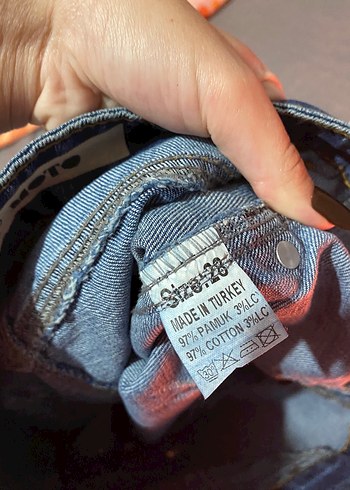 Size:28
MADE IN TURKEY
97% PAMUK 3%LC
97% COTTON 3%LC